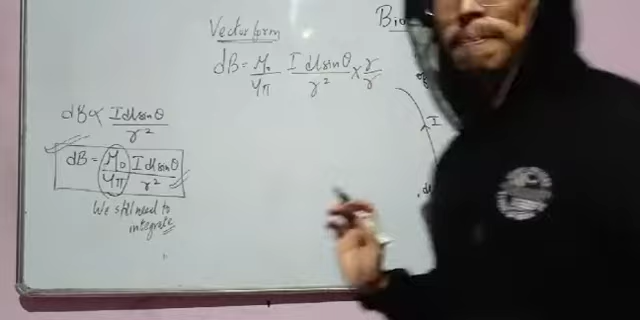 Vector form
dB = μ₀/4π I dl sinθ/r² × r/r
dB ∝ I dl sinθ/r²
dB = μ₀/4π I dl sinθ/r²
We still need to
integrate
I